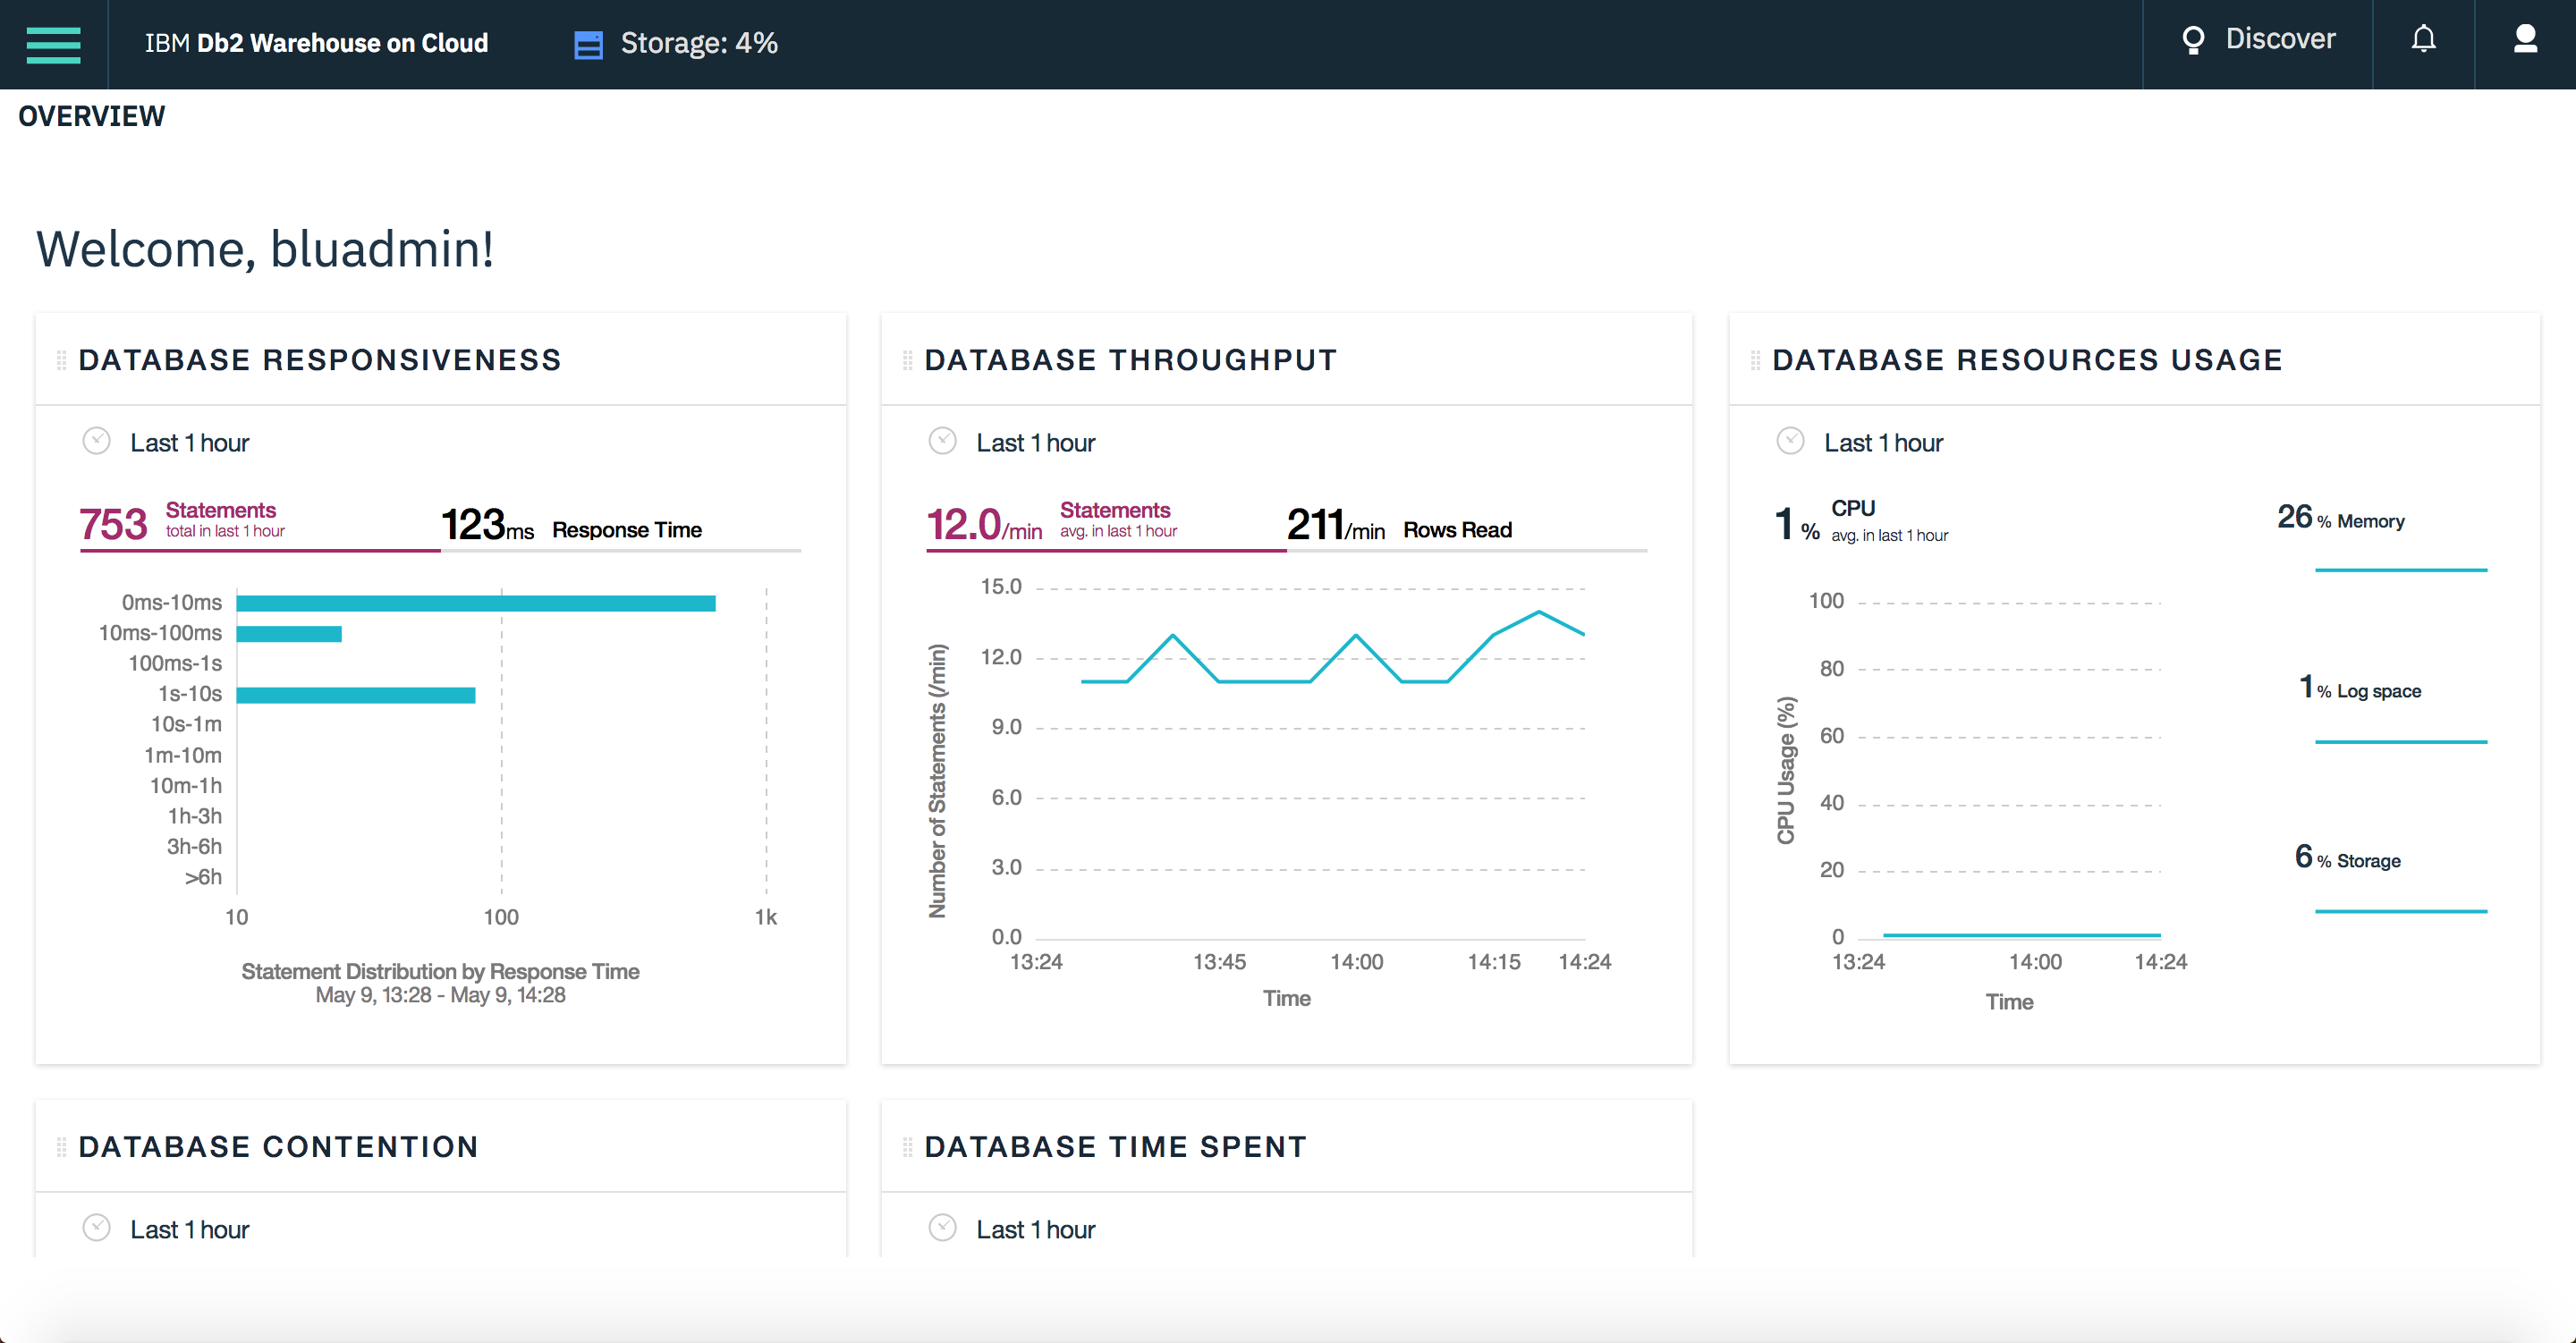 IBM Db2 Warehouse on Cloud
Storage: 4%
Discover
OVERVIEW
Welcome, bluadmin!
DATABASE RESPONSIVENESS
Last 1 hour
753 Statements
total in last 1 hour
123ms Response Time
0ms-10ms
10ms-100ms
100ms-1s
1s-10s
10s-1m
1m-10m
10m-1h
1h-3h
3h-6h
>6h
10 100 1k
Statement Distribution by Response Time
May 9, 13:28 - May 9, 14:28
DATABASE THROUGHPUT
Last 1 hour
12.0/min Statements
avg. in last 1 hour
211/min Rows Read
Number of Statements (/min)
15.0
12.0
9.0
6.0
3.0
0.0
13:24 13:45 14:00 14:15 14:24
Time
DATABASE RESOURCES USAGE
Last 1 hour
1% CPU
avg. in last 1 hour
CPU Usage (%)
100
80
60
40
20
0
13:24 14:00 14:24
Time
26% Memory
1% Log space
6% Storage
DATABASE CONTENTION
Last 1 hour
DATABASE TIME SPENT
Last 1 hour